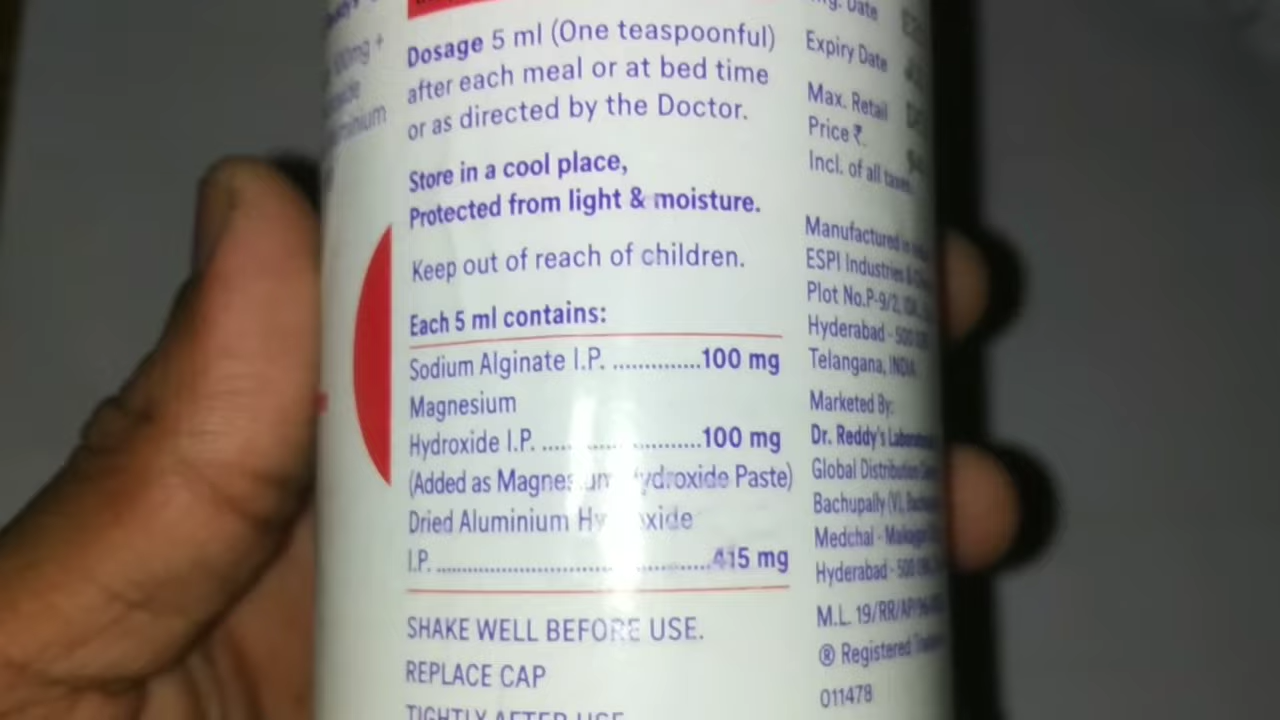 Dosage 5 ml (One teaspoonful)
after each meal or at bed time
or as directed by the Doctor.
Store in a cool place,
Protected from light & moisture.
Keep out of reach of children.
Each 5 ml contains:
Sodium Alginate I.P. ..............100 mg
Magnesium
Hydroxide I.P. .........................100 mg
(Added as Magnesium Hydroxide Paste)
Dried Aluminium Hydroxide
I.P. ...........................................415 mg
SHAKE WELL BEFORE USE.
REPLACE CAP
TIGHTLY AFTER USE
Date
Expiry Date
Max. Retail
Price ₹.
Incl. of all taxes
Manufactured in
ESPI Industries &
Plot No.P-9/2,
Hyderabad - 500
Telangana, INDIA
Marketed By:
Dr. Reddy's Laboratories
Global Distribution
Bachupally (V),
Medchal -
Hyderabad - 500
M.L. 19/RR/AP/
® Registered
011478